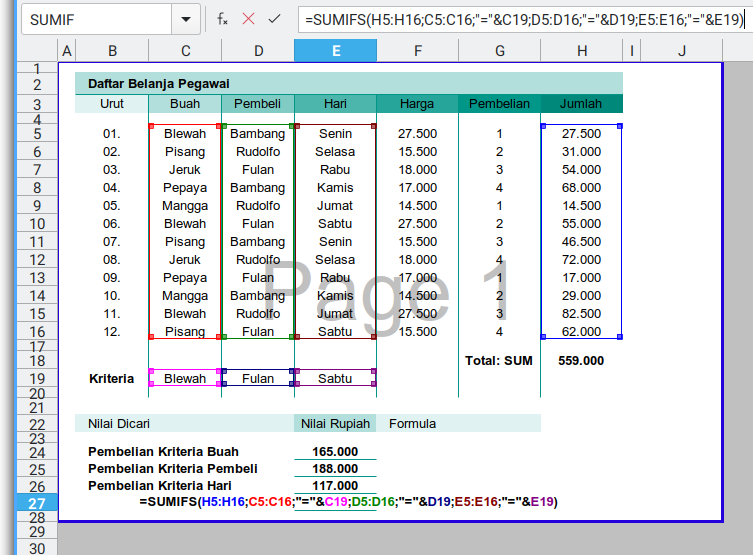 SUMIF =SUMIFS(H5:H16;C5:C16;"="&C19;D5:D16;"="&D19;E5:E16;"="&E19)
A B C D E F G H I J
1
2 Daftar Belanja Pegawai
3 Urut Buah Pembeli Hari Harga Pembelian Jumlah
4
5 01. Blewah Bambang Senin 27.500 1 27.500
6 02. Pisang Rudolfo Selasa 15.500 2 31.000
7 03. Jeruk Fulan Rabu 18.000 3 54.000
8 04. Pepaya Bambang Kamis 17.000 4 68.000
9 05. Mangga Rudolfo Jumat 14.500 1 14.500
10 06. Blewah Fulan Sabtu 27.500 2 55.000
11 07. Pisang Bambang Senin 15.500 3 46.500
12 08. Jeruk Rudolfo Selasa 18.000 4 72.000
13 09. Pepaya Fulan Rabu 17.000 1 17.000
14 10. Mangga Bambang Kamis 14.500 2 29.000
Page 1
15 11. Blewah Rudolfo Jumat 27.500 3 82.500
16 12. Pisang Fulan Sabtu 15.500 4 62.000
17
18 Total: SUM 559.000
19 Kriteria Blewah Fulan Sabtu
20
21
22 Nilai Dicari Nilai Rupiah Formula
23
24 Pembelian Kriteria Buah 165.000
25 Pembelian Kriteria Pembeli 188.000
26 Pembelian Kriteria Hari 117.000
27 =SUMIFS(H5:H16;C5:C16;"="&C19;D5:D16;"="&D19;E5:E16;"="&E19)
28
29
30